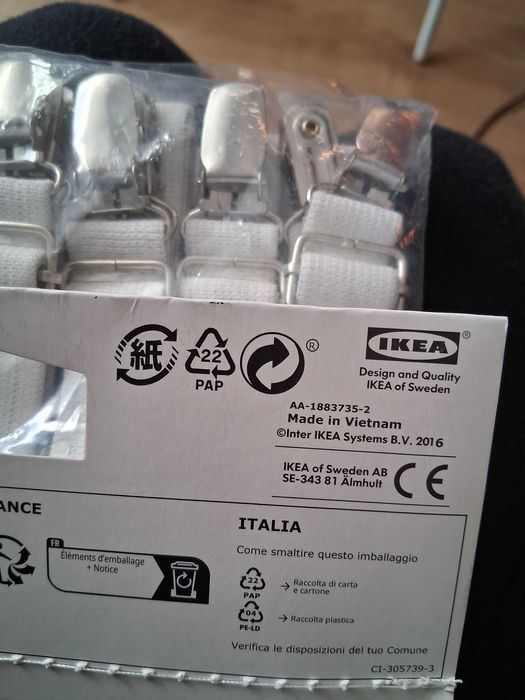 紙
22
PAP
®
IKEA®
Design and Quality
IKEA of Sweden
AA-1883735-2
Made in Vietnam
©Inter IKEA Systems B.V. 2016
IKEA of Sweden AB
SE-343 81 Älmhult
CE
ANCE
FR
Éléments d'emballage
+ Notice
ITALIA
Come smaltire questo imballaggio
22
PAP
→ Raccolta di carta
e cartone
04
PE-LD
→ Raccolta plastica
Verifica le disposizioni del tuo Comune
CI-305739-3